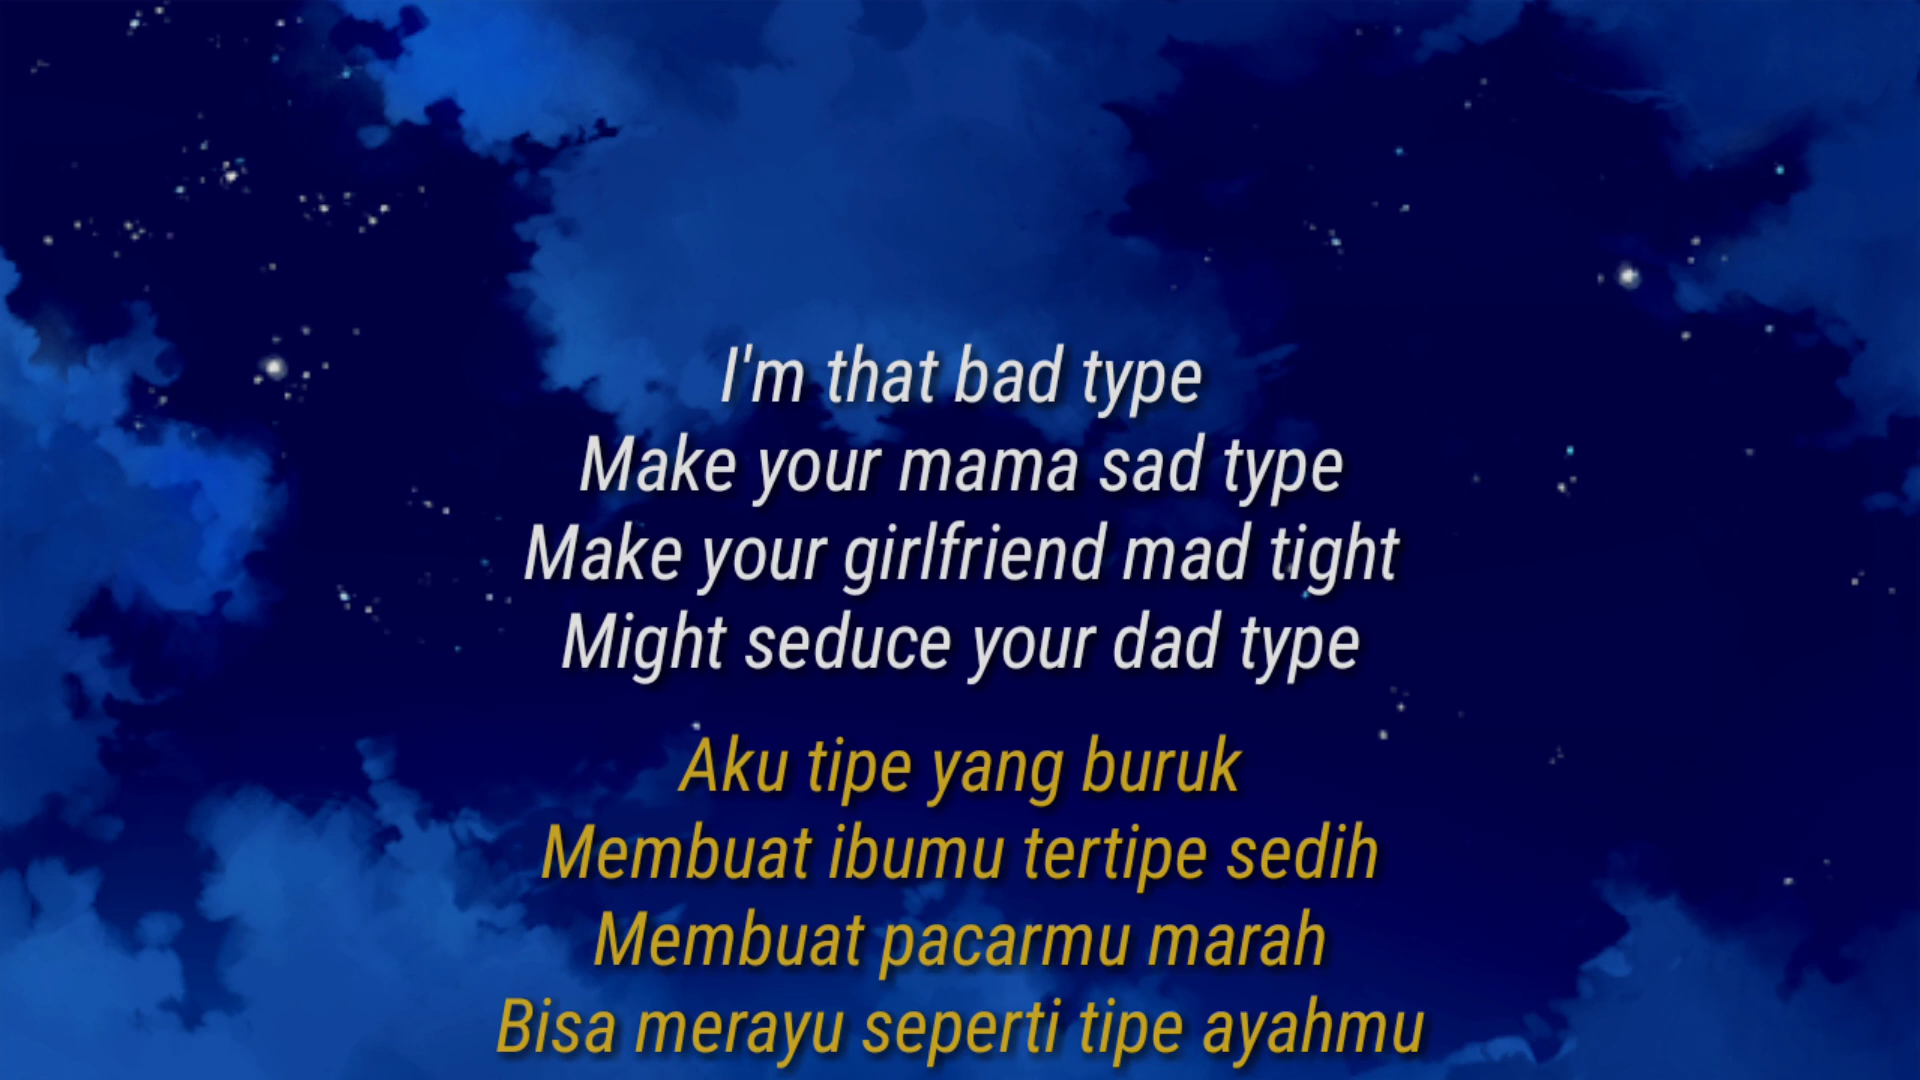 I'm that bad type
Make your mama sad type
Make your girlfriend mad tight
Might seduce your dad type
Aku tipe yang buruk
Membuat ibumu tertipe sedih
Membuat pacarmu marah
Bisa merayu seperti tipe ayahmu